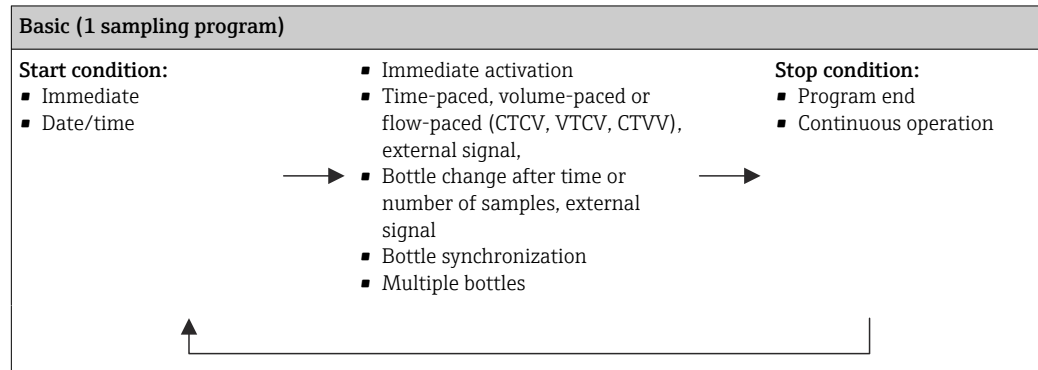 Basic (1 sampling program)
Start condition:
▪ Immediate
▪ Date/time
▪ Immediate activation
▪ Time-paced, volume-paced or
flow-paced (CTCV, VTCV, CTVV),
external signal,
▪ Bottle change after time or
number of samples, external
signal
▪ Bottle synchronization
▪ Multiple bottles
Stop condition:
▪ Program end
▪ Continuous operation